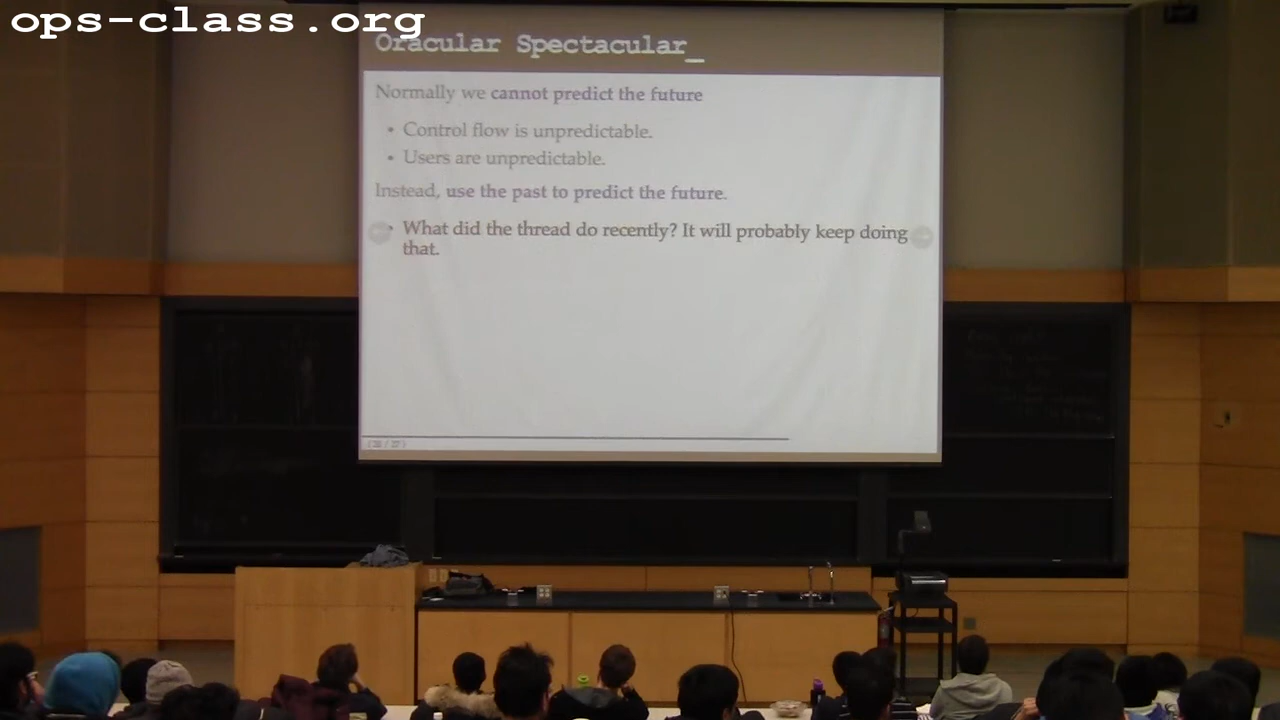 ops-class.org
Oracular Spectacular_
Normally we cannot predict the future
• Control flow is unpredictable.
• Users are unpredictable.
Instead, use the past to predict the future.
• What did the thread do recently? It will probably keep doing
that.